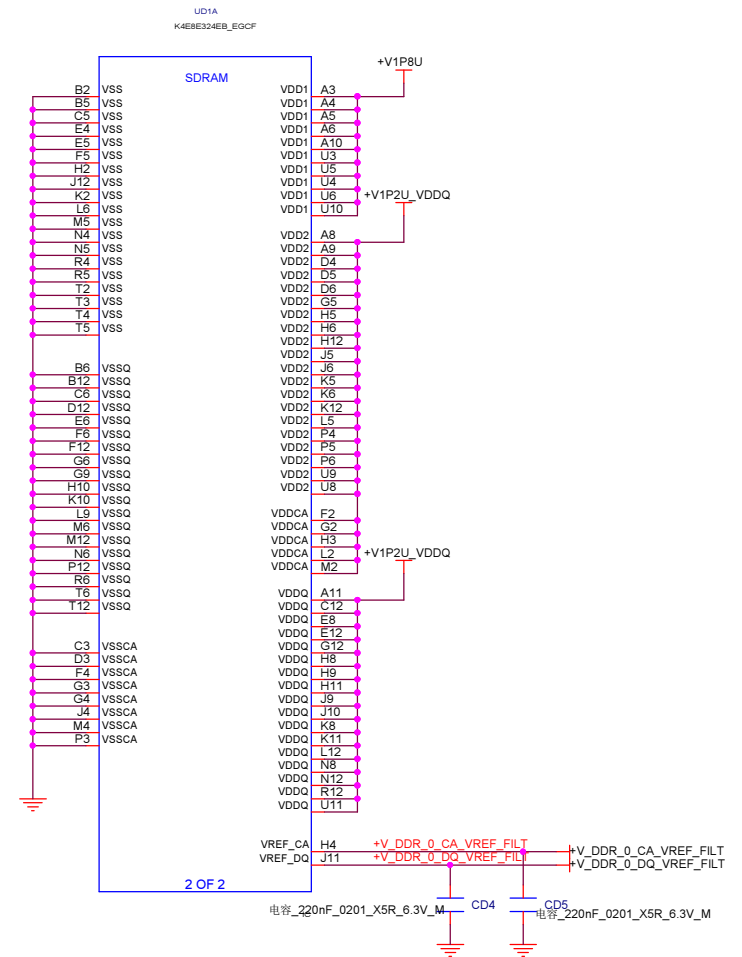 UD1A
K4E8E324EB_EGCF
+V1P8U
SDRAM
B2 VSS VDD1 A3
B5 VSS VDD1 A4
C5 VSS VDD1 A5
E4 VSS VDD1 A6
E5 VSS VDD1 A10
F5 VSS VDD1 U3
H2 VSS VDD1 U5
J12 VSS VDD1 U4
K2 VSS VDD1 U6 +V1P2U_VDDQ
L6 VSS VDD1 U10
M5 VSS
N4 VSS VDD2 A8
N5 VSS VDD2 A9
R4 VSS VDD2 D4
R5 VSS VDD2 D5
T2 VSS VDD2 D6
T3 VSS VDD2 G5
T4 VSS VDD2 H5
T5 VSS VDD2 H6
VDD2 H12
VDD2 J5
B6 VSSQ VDD2 J6
B12 VSSQ VDD2 K5
C6 VSSQ VDD2 K6
D12 VSSQ VDD2 K12
E6 VSSQ VDD2 L5
F6 VSSQ VDD2 P4
F12 VSSQ VDD2 P5
G6 VSSQ VDD2 P6
G9 VSSQ VDD2 U9
H10 VSSQ VDD2 U8
K10 VSSQ
L9 VSSQ VDDCA F2
M6 VSSQ VDDCA G2
M12 VSSQ VDDCA H3
N6 VSSQ VDDCA L2 +V1P2U_VDDQ
P12 VSSQ VDDCA M2
R6 VSSQ
T6 VSSQ VDDQ A11
T12 VSSQ VDDQ C12
VDDQ E8
VDDQ E12
C3 VSSCA VDDQ G12
D3 VSSCA VDDQ H8
F4 VSSCA VDDQ H9
G3 VSSCA VDDQ H11
G4 VSSCA VDDQ J9
J4 VSSCA VDDQ J10
M4 VSSCA VDDQ K8
P3 VSSCA VDDQ K11
VDDQ L12
VDDQ N8
VDDQ N12
VDDQ R12
VDDQ U11
VREF_CA H4 +V_DDR_0_CA_VREF_FILT +V_DDR_0_CA_VREF_FILT
VREF_DQ J11 +V_DDR_0_DQ_VREF_FILT +V_DDR_0_DQ_VREF_FILT
2 OF 2
电容_220nF_0201_X5R_6.3V_M CD4 CD5
电容_220nF_0201_X5R_6.3V_M